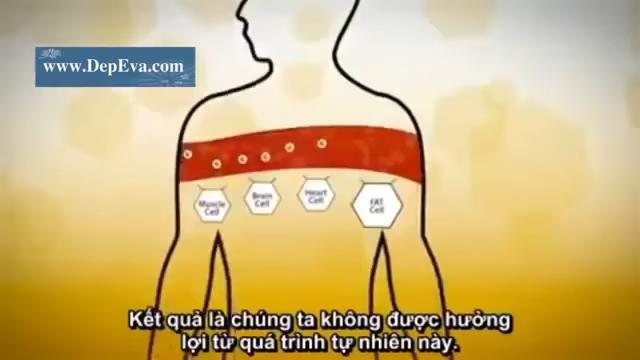 www.DepEva.com
Muscle
Cell
Brain
Cell
Heart
Cell
FAT
Cell
Kết quả là chúng ta không được hưởng
lợi từ quá trình tự nhiên này.